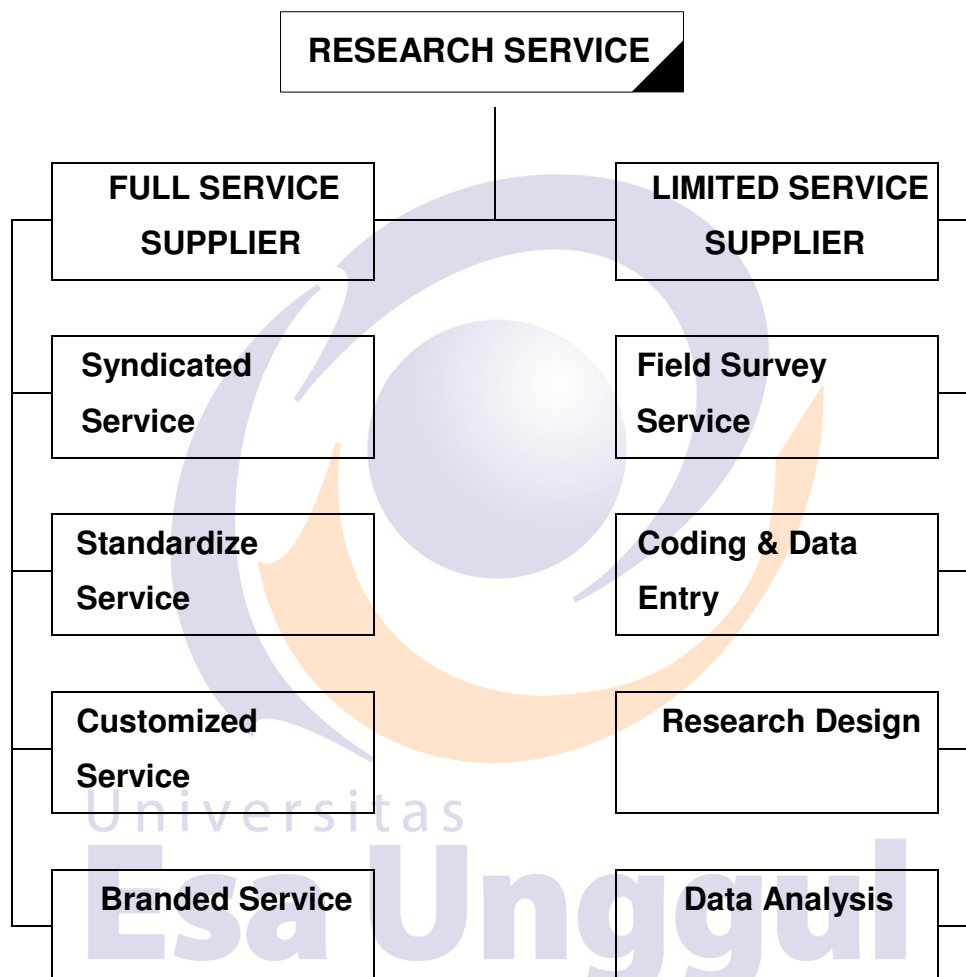 RESEARCH SERVICE
FULL SERVICE
SUPPLIER
LIMITED SERVICE
SUPPLIER
Syndicated
Service
Field Survey
Service
Standardize
Service
Coding & Data
Entry
Customized
Service
Research Design
Universitas
Esa Unggul
Branded Service
Data Analysis